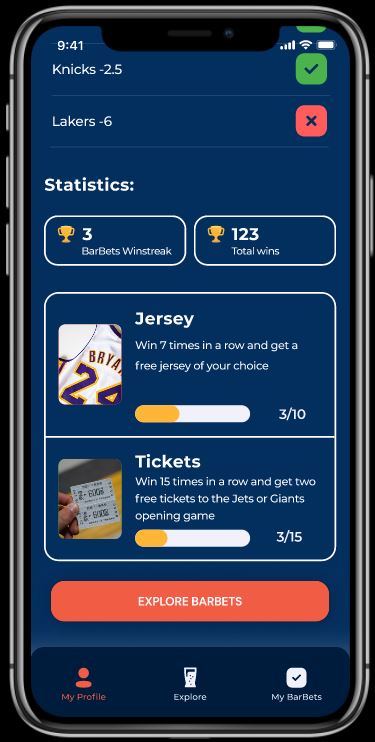 9:41
Knicks -2.5
Lakers -6
Statistics:
3
BarBets Winstreak
123
Total wins
Jersey
Win 7 times in a row and get a
free jersey of your choice
3/10
BRYA
24
Tickets
Win 15 times in a row and get two
free tickets to the Jets or Giants
opening game
3/15
EXPLORE BARBETS
My Profile
Explore
My BarBets